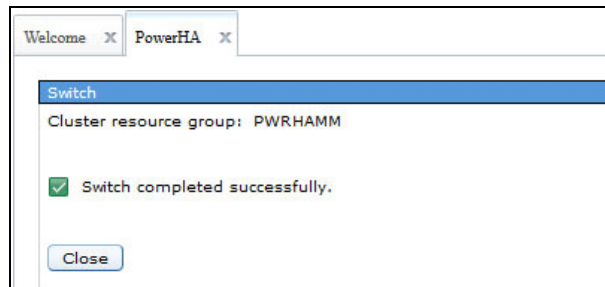 Welcome x PowerHA x
Switch
Cluster resource group: PWRHAMM
Switch completed successfully.
Close